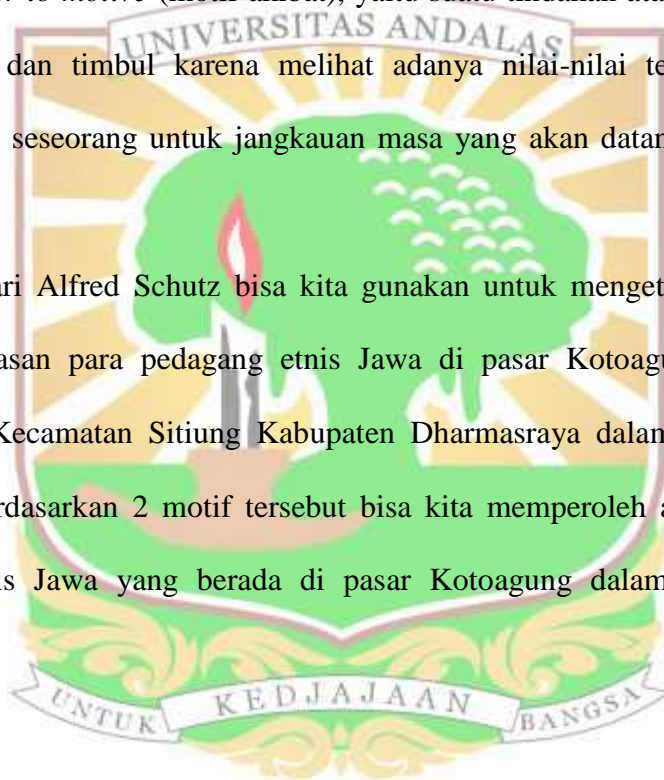 to motive (motif akibat), yaitu suatu tindakan ata
UNIVERSITAS ANDALAS
dan timbul karena melihat adanya nilai-nilai te
seseorang untuk jangkauan masa yang akan datan
ari Alfred Schutz bisa kita gunakan untuk menget
asan para pedagang etnis Jawa di pasar Kotoagu
Kecamatan Sitiung Kabupaten Dharmasraya dalam
rdasarkan 2 motif tersebut bisa kita memperoleh a
is Jawa yang berada di pasar Kotoagung dalam
UNTUK KEDJAJAAN BANGSA